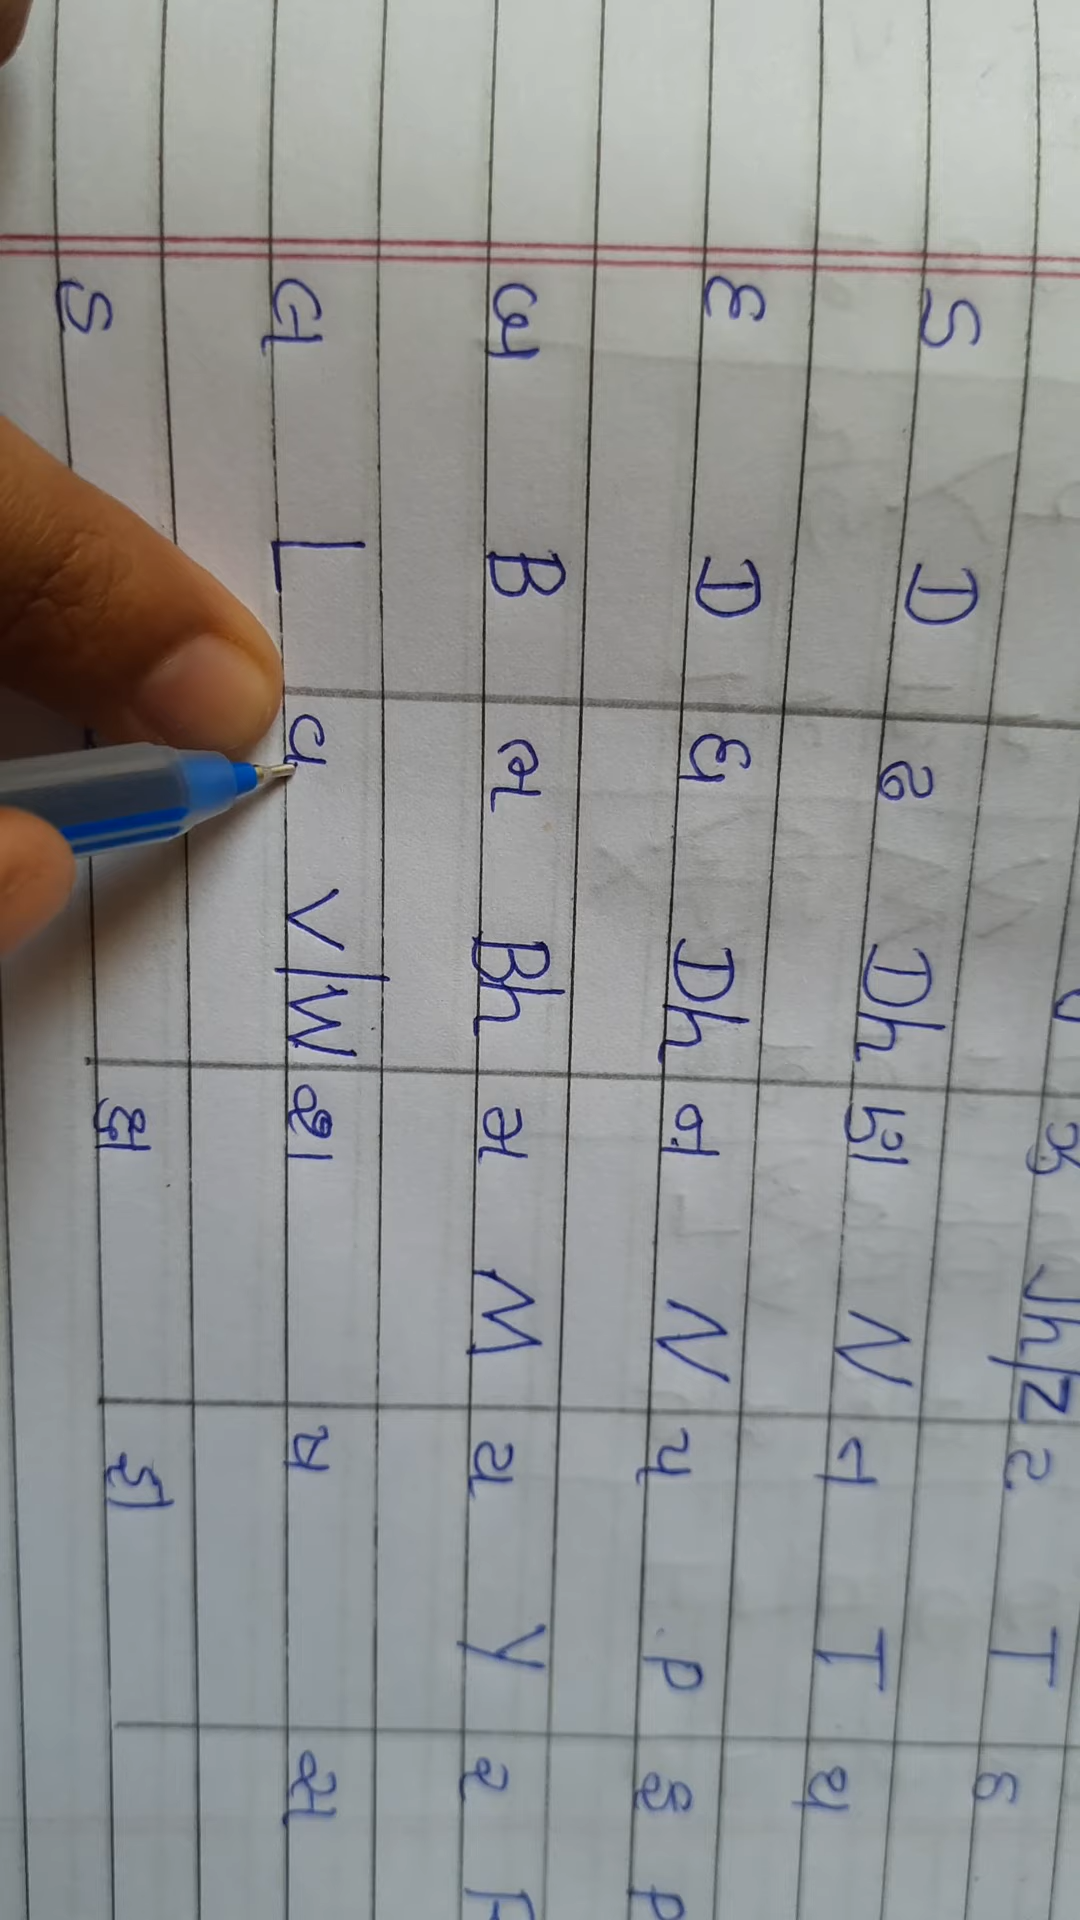 ઝ Jh/Z ટ T ઠ
ડ D ઢ Dh ણ N ત T થ
દ D ધ Dh ન N પ P ફ P
બ B ભ Bh મ M ય Y ર
લ L વ V/W શ ષ સ
હ ક્ષ જ્ઞ